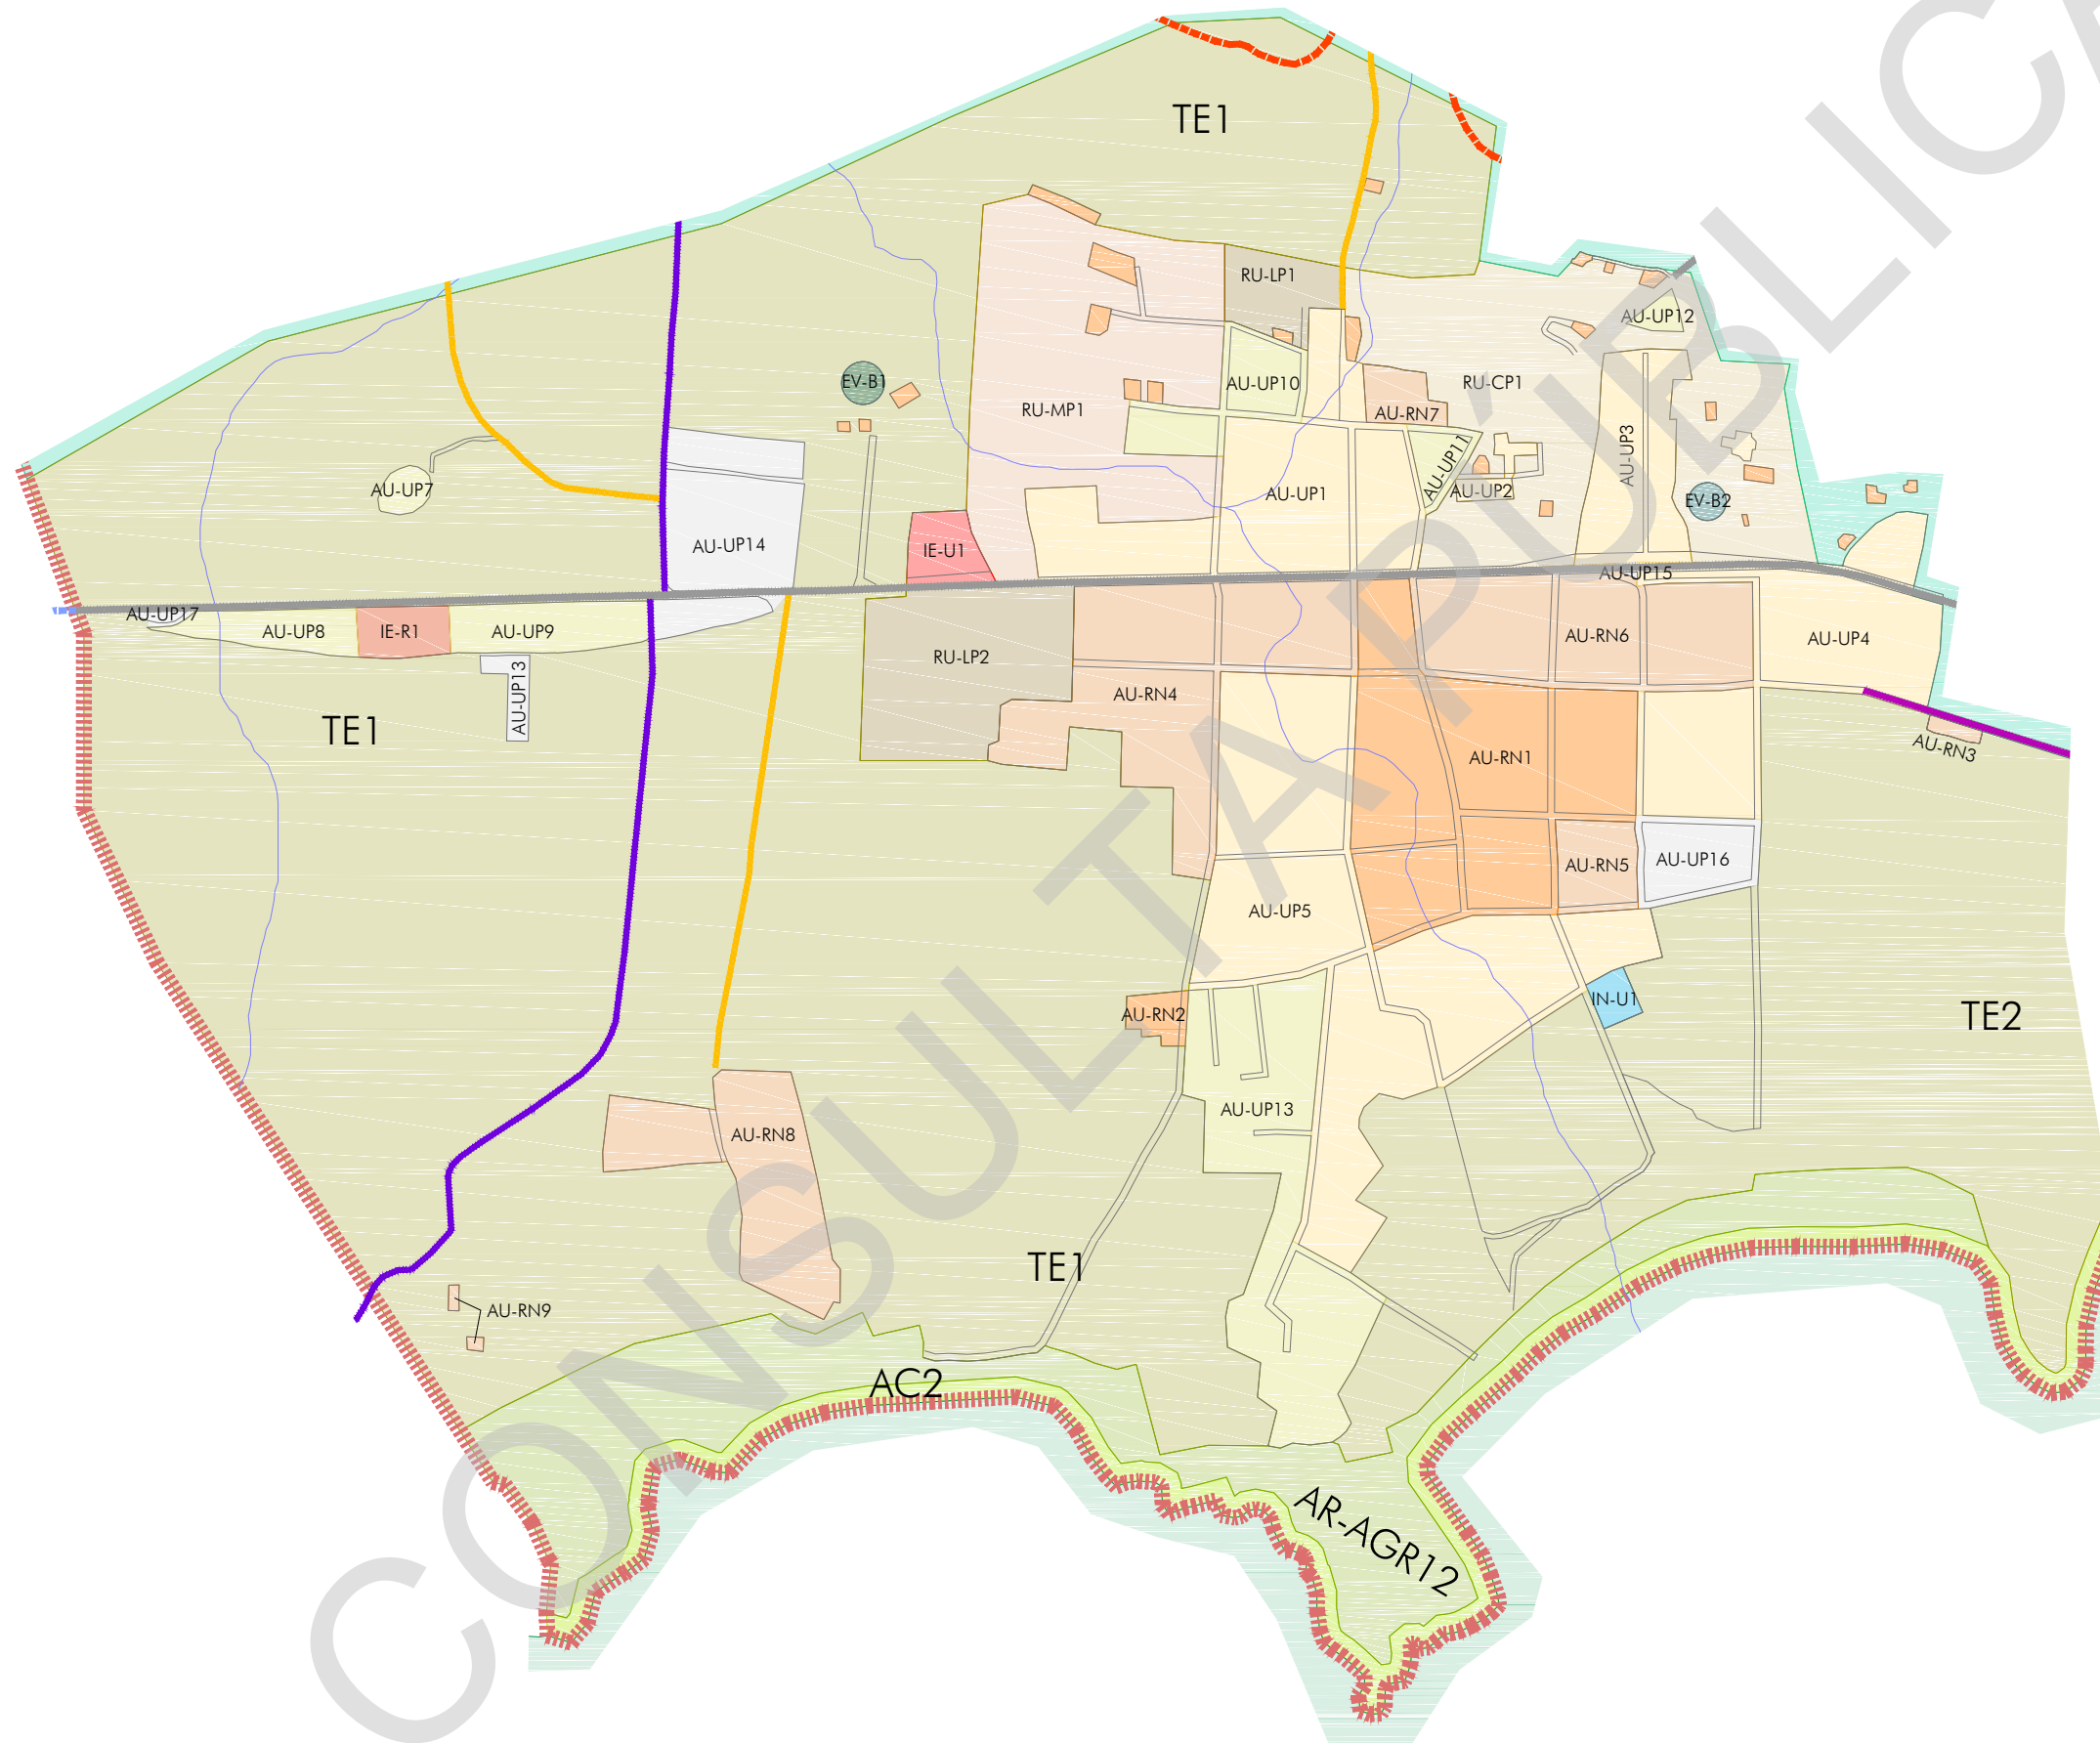 TE1
RU-LP1
AU-UP12
EV-B1
AU-UP10
RU-CP1
RU-MP1
AU-RN7
AU-UP3
AU-UP11
AU-UP7
AU-UP1
AU-UP2
EV-B2
AU-UP14
IE-U1
AU-UP15
AU-UP17
AU-UP8
IE-R1
AU-UP9
AU-RN6
AU-UP4
RU-LP2
AU-UP13
AU-RN4
TE1
AU-RN1
AU-RN3
AU-RN5
AU-UP16
AU-UP5
IN-U1
AU-RN2
TE2
AU-UP13
AU-RN8
TE1
AU-RN9
AC2
AR-AGR12
CONSULTA PÚBLICA